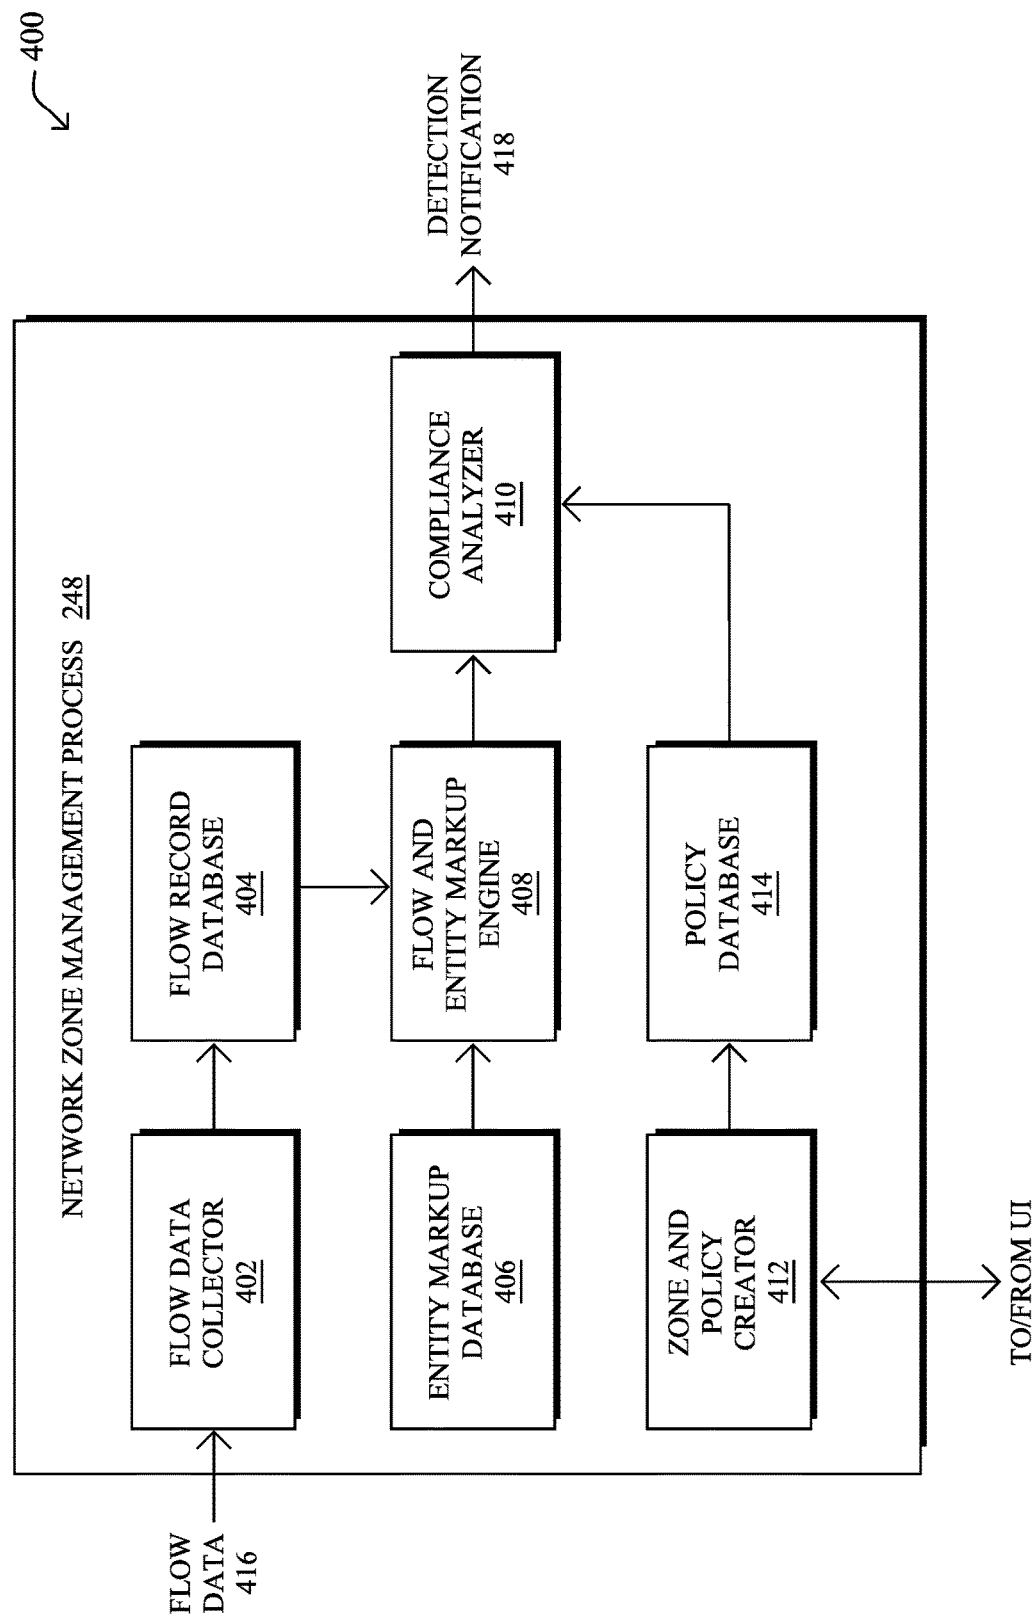 400
NETWORK ZONE MANAGEMENT PROCESS 248
FLOW
DATA
416
FLOW DATA
COLLECTOR
402
FLOW RECORD
DATABASE
404
ENTITY MARKUP
DATABASE
406
FLOW AND
ENTITY MARKUP
ENGINE
408
COMPLIANCE
ANALYZER
410
DETECTION
NOTIFICATION
418
ZONE AND
POLICY
CREATOR
412
POLICY
DATABASE
414
TO/FROM UI